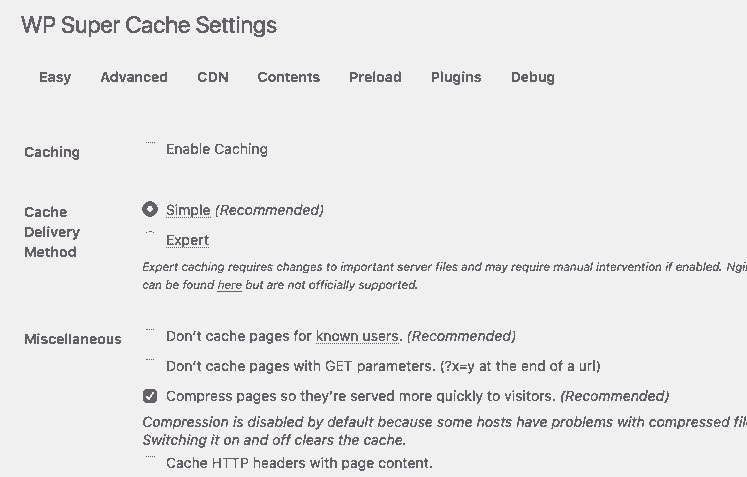 WP Super Cache Settings
Easy Advanced CDN Contents Preload Plugins Debug
Caching Enable Caching
Cache Delivery Method
Simple (Recommended)
Expert
Expert caching requires changes to important server files and may require manual intervention if enabled.
can be found here but are not officially supported.
Miscellaneous Don't cache pages for known users. (Recommended)
Don't cache pages with GET parameters. (?x=y at the end of a url)
Compress pages so they're served more quickly to visitors. (Recommended)
Compression is disabled by default because some hosts have problems with compressed
Switching it on and off clears the cache.
Cache HTTP headers with page content.